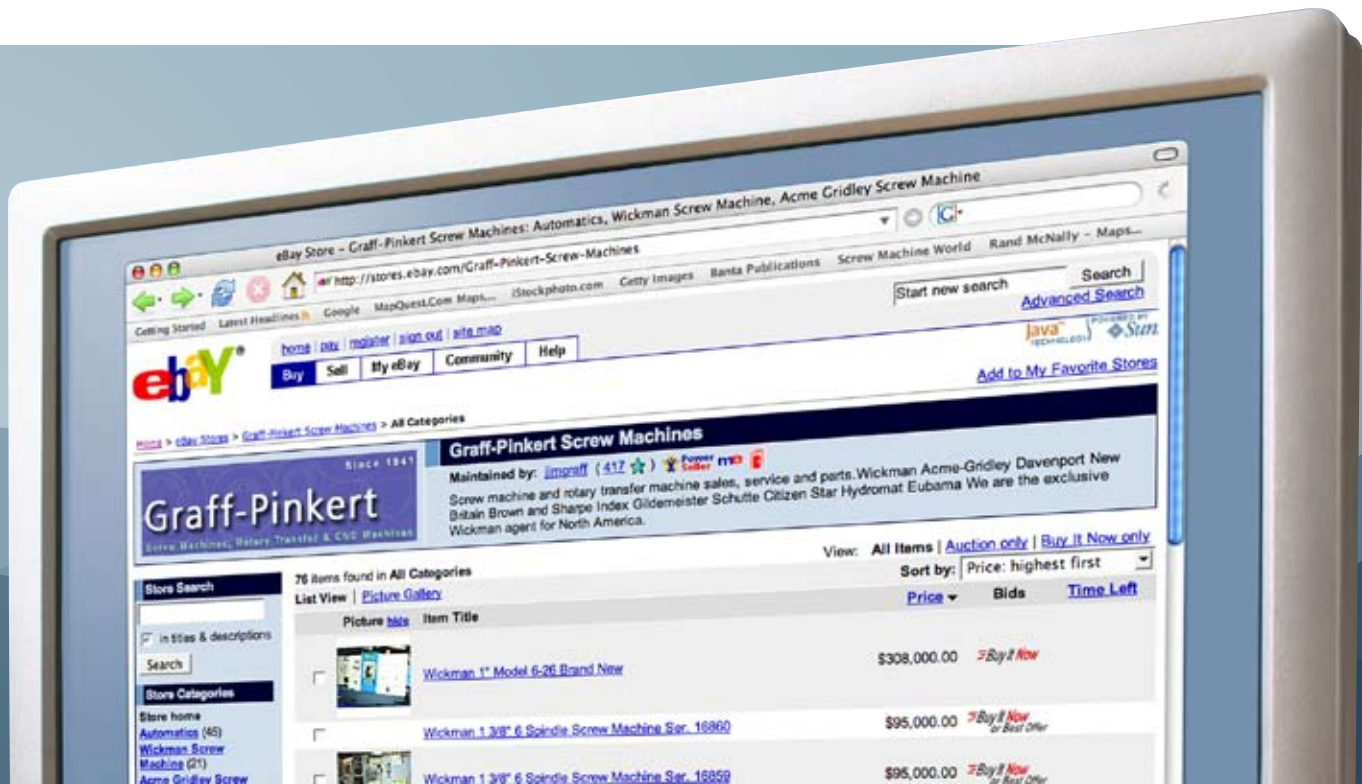 eBay Store - Graff-Pinkert Screw Machines: Automatics, Wickman Screw Machine, Acme Gridley Screw Machine
http://stores.ebay.com/Graff-Pinkert-Screw-Machines
G
Getting Started Latest Headlines Google MapQuest.Com Maps... iStockphoto.com Getty Images Banta Publications Screw Machine World Rand McNally - Maps...
Start new search Search
Advanced Search
ebaY®
home | pay | register | sign out | site map
Buy Sell My eBay Community Help
Java TECHNOLOGY POWERED BY Sun
Add to My Favorite Stores
Home > eBay Stores > Graff-Pinkert Screw Machines > All Categories
Since 1941
Graff-Pinkert
Screw Machines, Rotary Transfer & CNC Machines
Graff-Pinkert Screw Machines
Maintained by: jimgraff ( 417 ) Power Seller me
Screw machine and rotary transfer machine sales, service and parts.Wickman Acme-Gridley Davenport New
Britain Brown and Sharpe Index Gildemeister Schutte Citizen Star Hydromat Eubama We are the exclusive
Wickman agent for North America.
View: All Items | Auction only | Buy It Now only
76 items found in All Categories
Sort by: Price: highest first
List View | Picture Gallery
Picture hide Item Title Price Bids Time Left
Store Search
in titles & descriptions
Search
Store Categories
Store home
Automatics (45)
Wickman Screw
Machine (21)
Acme Gridley Screw
Wickman 1" Model 6-26 Brand New $308,000.00 Buy It Now
Wickman 1 3/8" 6 Spindle Screw Machine Ser. 16860 $95,000.00 Buy It Now
or Best Offer
Wickman 1 3/8" 6 Spindle Screw Machine Ser. 16859 $95,000.00 Buy It Now
or Best Offer